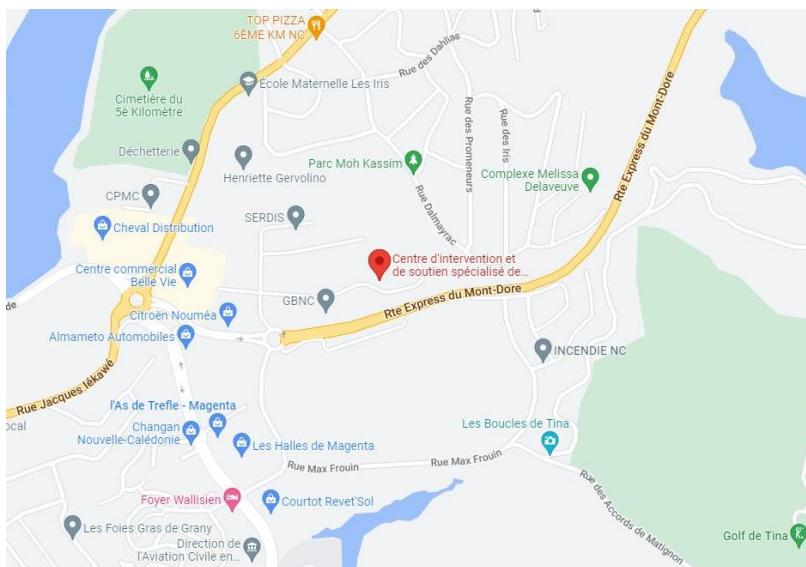 TOP PIZZA
6ÈME KM NC
Rue des Dahlias
Cimetière du
5è Kilomètre
École Maternelle Les Iris
Rte Express du Mont-Dore
Déchetterie
Henriette Gervolino
Parc Moh Kassim
Rue des Promeneurs
Rue des Iris
Complexe Melissa
Delaveuve
CPMC
Rue Dalmayrac
SERDIS
Cheval Distribution
Centre commercial
Belle Vie
Centre d'intervention et
de soutien spécialisé de...
GBNC
Rte Express du Mont-Dore
de
Citroën Nouméa
Almameto Automobiles
INCENDIE NC
Rue Jacques Iékawé
l'As de Trefle - Magenta
ocal
Changan
Nouvelle-Calédonie
Les Halles de Magenta
Les Boucles de Tina
Rue Max Frouin
Rue Max Frouin
Foyer Wallisien
Courtot Revet'Sol
Rue des Accords de Matignon
Les Foies Gras de Grany
Golf de Tina
Direction de
l'Aviation Civile en...